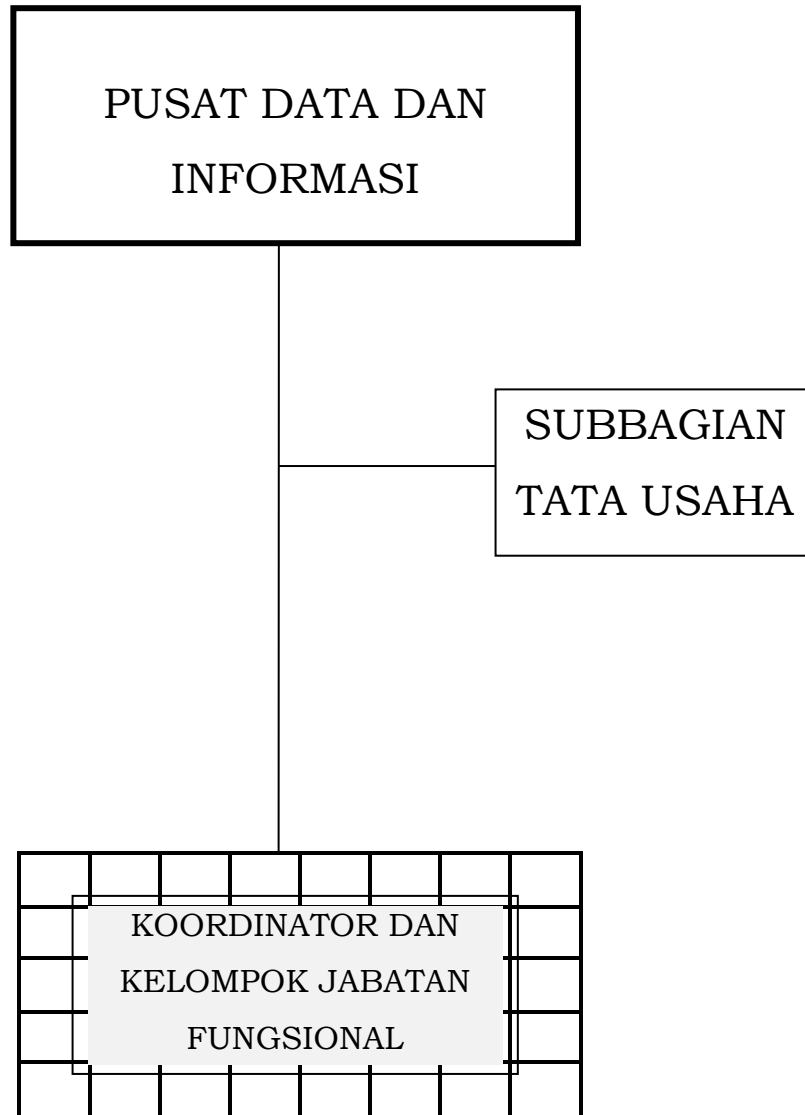 PUSAT DATA DAN
INFORMASI
SUBBAGIAN
TATA USAHA
KOORDINATOR DAN
KELOMPOK JABATAN
FUNGSIONAL